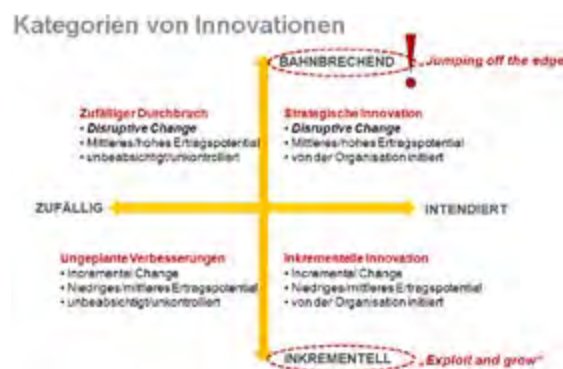 Kategorien von Innovationen
BAHNBRECHEND
! „Jumping off the edge
Zufälliger Durchbruch
• Disruptive Change
• Mittleres/hohes Ertragspotential
• unbeabsichtigt/unkontrolliert
Strategische Innovation
• Disruptive Change
• Mittleres/hohes Ertragspotential
• von der Organisation initiiert
ZUFÄLLIG
INTENDIERT
Ungeplante Verbesserungen
• Incremental Change
• Niedriges/mittleres Ertragspotential
• unbeabsichtigt/unkontrolliert
Inkrementelle Innovation
• Incremental Change
• Niedriges/mittleres Ertragspotential
• von der Organisation initiiert
INKREMENTELL
„Exploit and grow“